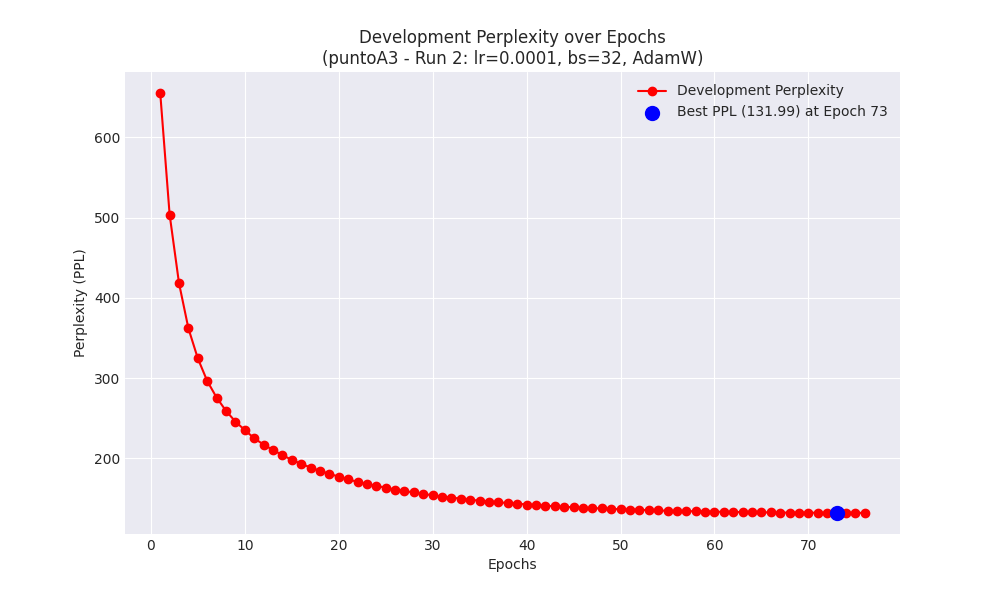 Development Perplexity over Epochs
(puntoA3 - Run 2: lr=0.0001, bs=32, AdamW)
Development Perplexity
Best PPL (131.99) at Epoch 73
Perplexity (PPL)
600
500
400
300
200
0 10 20 30 40 50 60 70
Epochs